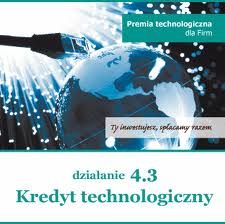 Premia technologiczna
dla Firm
Ty inwestujesz, spłacamy razem
działanie 4.3
Kredyt technologiczny